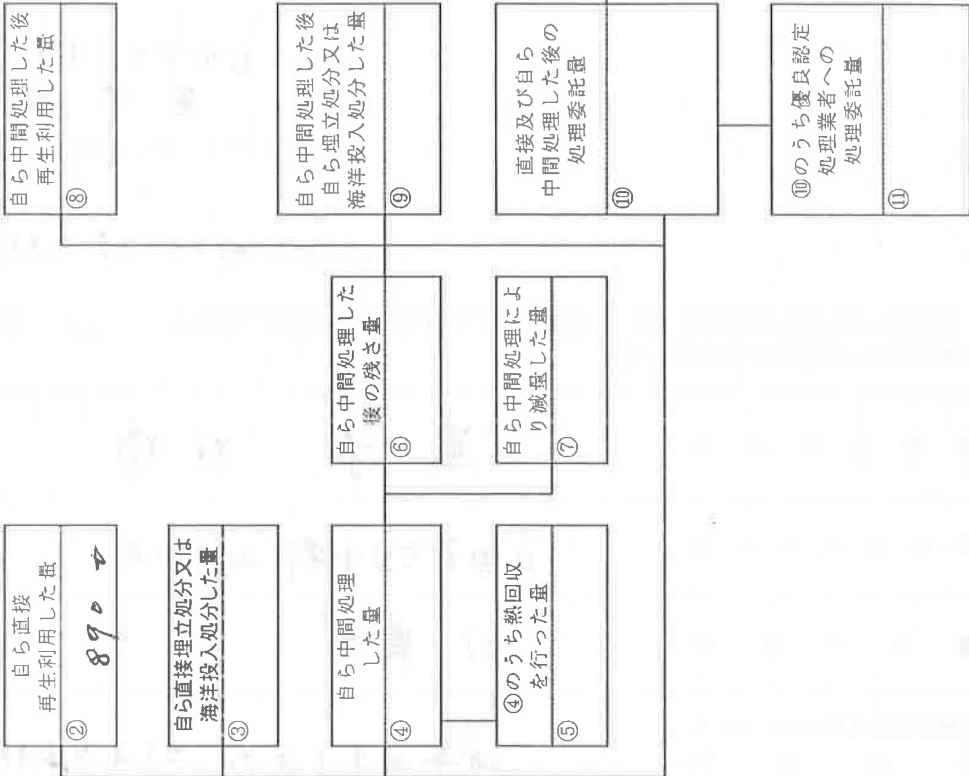 自ら直接
再生利用した量
②
890 t
自ら直接埋立処分又は
海洋投入処分した量
③
自ら中間処理
した量
④
④のうち熱回収
を行った量
⑤
自ら中間処理した
後の残さ量
⑥
自ら中間処理によ
り減量した量
⑦
自ら中間処理した後
再生利用した量
⑧
自ら中間処理した後
自ら埋立処分又は
海洋投入処分した量
⑨
直接及び自ら
中間処理した後の
処理委託量
⑩
⑩のうち優良認定
処理業者への
処理委託量
⑪